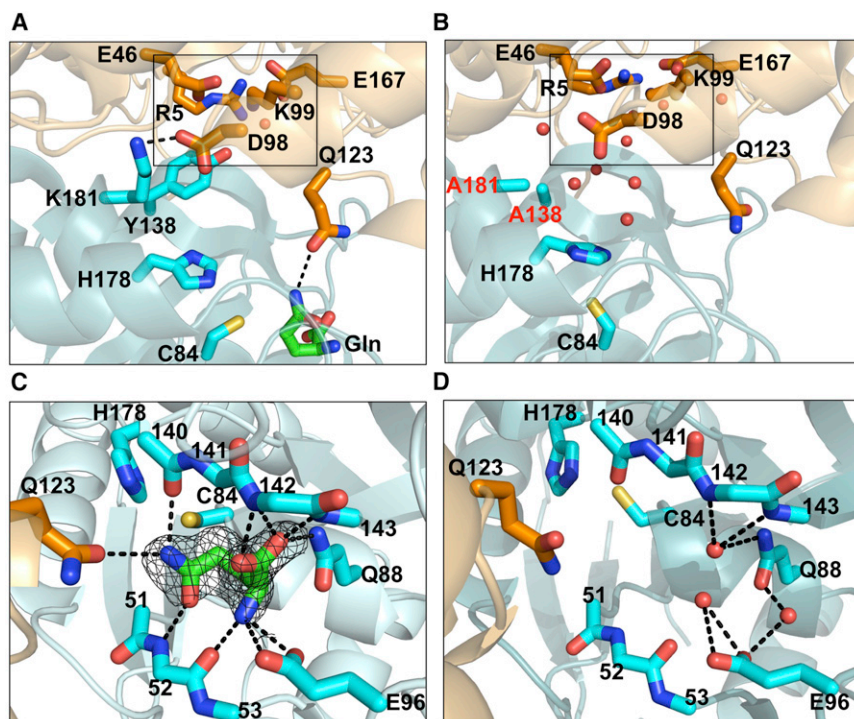 A
E46
R5
E167
K99
D98
Q123
K181
Y138
H178
C84
Gln
B
E46
R5
E167
K99
D98
Q123
A181
A138
H178
C84
C
H178
140
141
142
C84
Q123
143
Q88
51
52
53
E96
D
H178
140
141
142
Q123
C84
143
Q88
51
52
53
E96